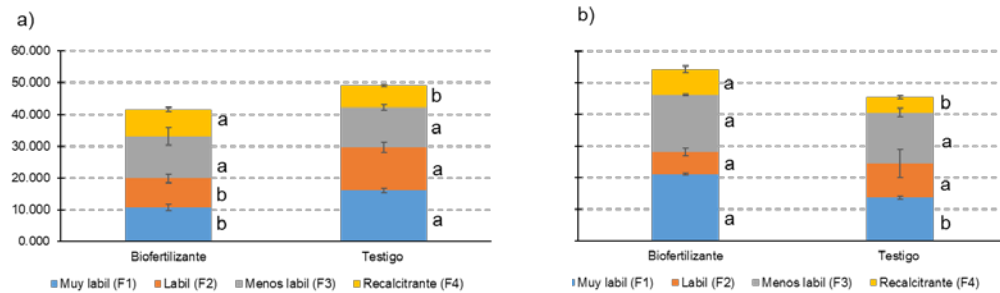 a)
60.000
50.000
40.000
30.000
20.000
10.000
0.000
b
a
a
a
b
a
b
a
Biofertilizante Testigo
Muy labil (F1) Labil (F2) Menos labil (F3) Recalcitrante (F4)
b)
a
b
a
a
a
a
a
b
Biofertilizante Testigo
Muy labil (F1) Labil (F2) Menos labil (F3) Recalcitrante (F4)